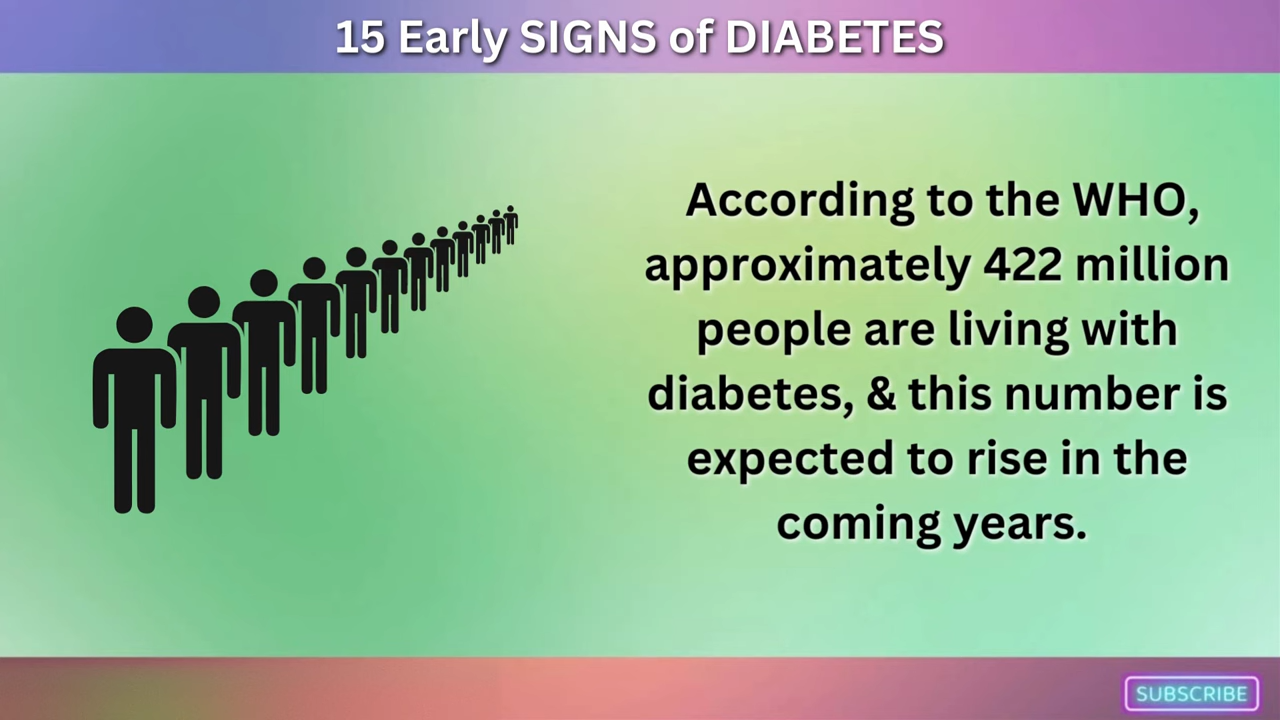 15 Early SIGNS of DIABETES
According to the WHO,
approximately 422 million
people are living with
diabetes, & this number is
expected to rise in the
coming years.
SUBSCRIBE